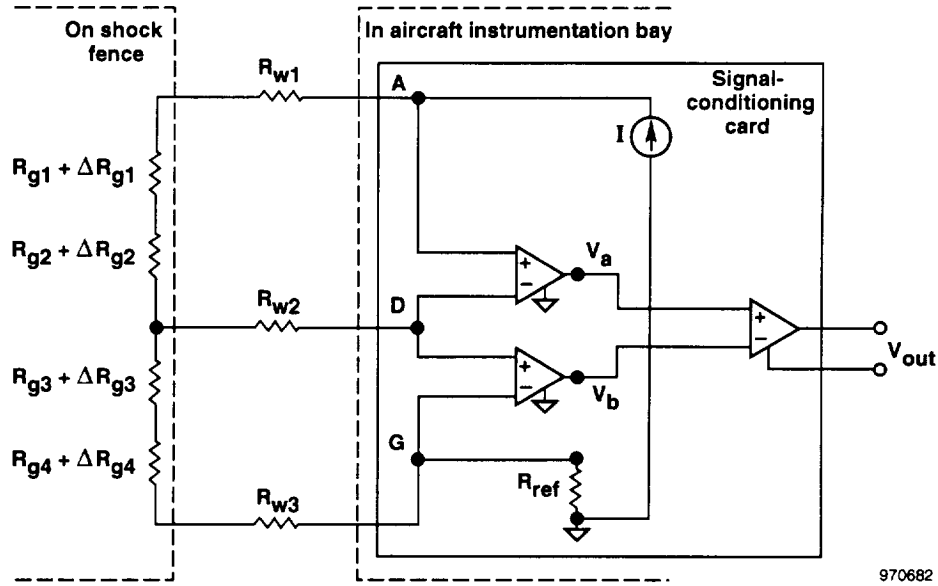 On shock
fence
In aircraft instrumentation bay
Rw1
A
Signal-
conditioning
card
I
Rg1 + ΔRg1
Rg2 + ΔRg2
+
−
Va
Rw2
D
+
−
Vout
Rg3 + ΔRg3
+
−
Vb
Rg4 + ΔRg4
G
Rref
Rw3
970682